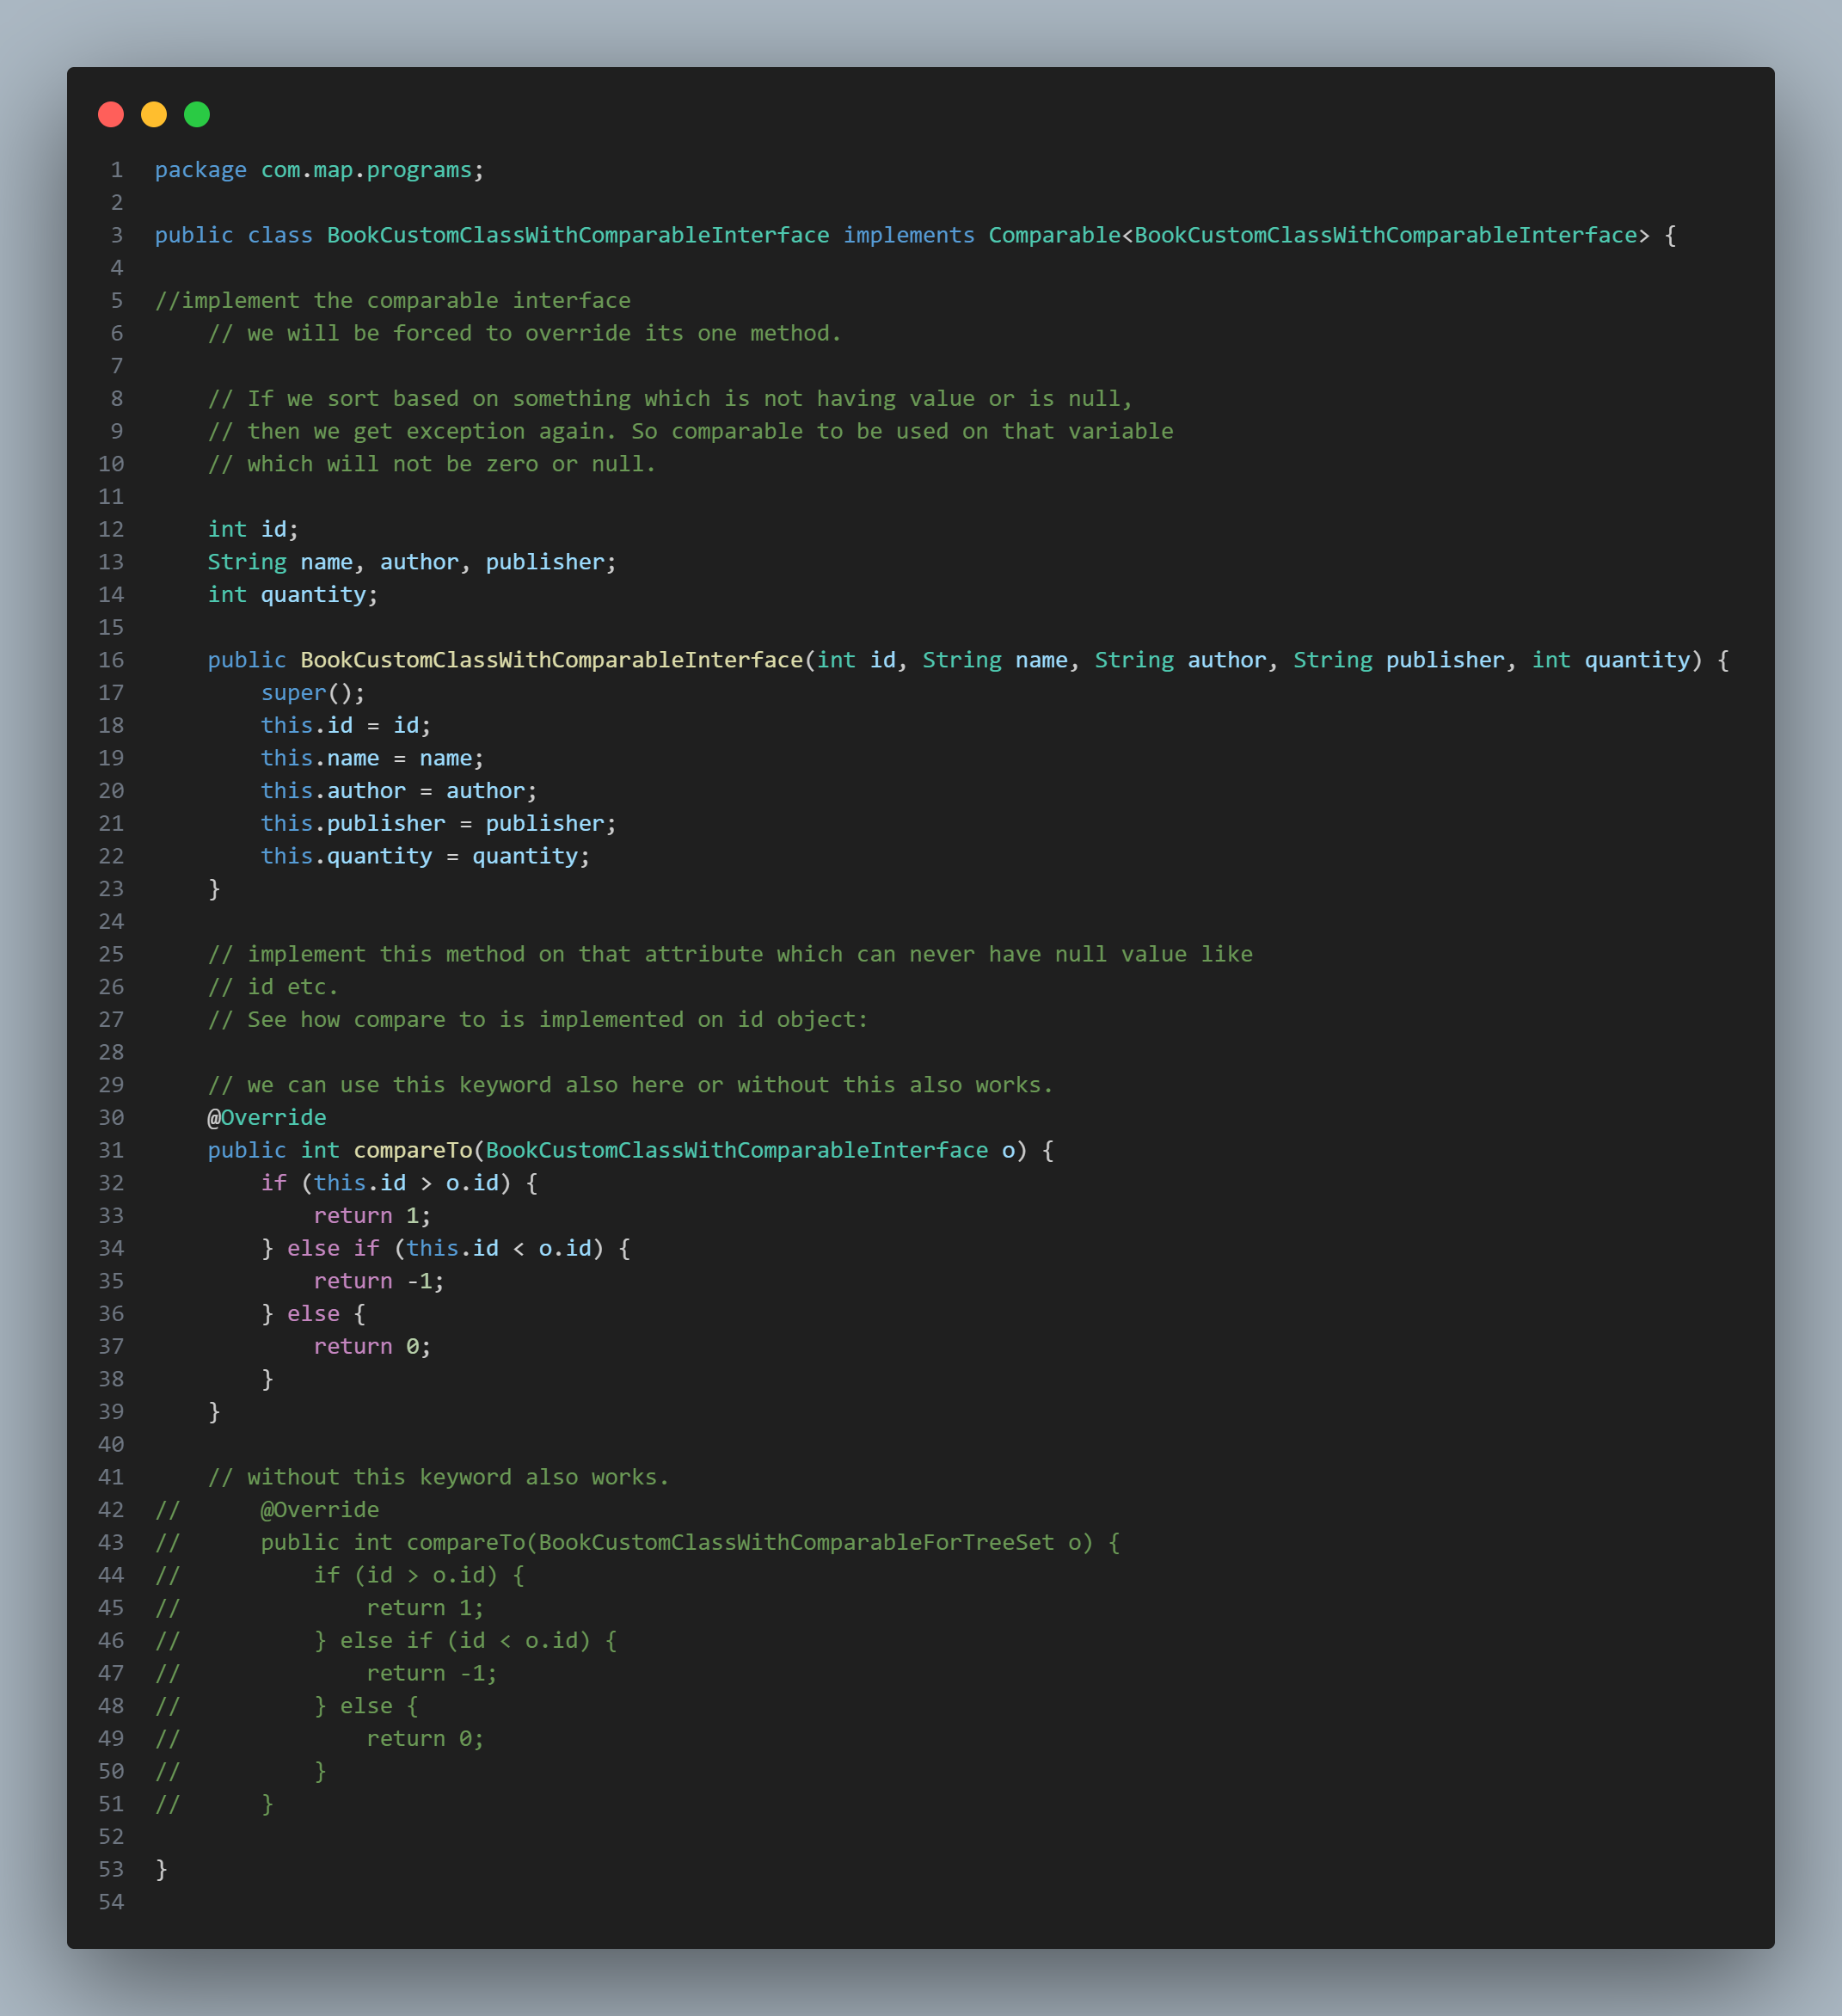 1 package com.map.programs;
2
3 public class BookCustomClassWithComparableInterface implements Comparable<BookCustomClassWithComparableInterface> {
4
5 //implement the comparable interface
6     // we will be forced to override its one method.
7
8     // If we sort based on something which is not having value or is null,
9     // then we get exception again. So comparable to be used on that variable
10     // which will not be zero or null.
11
12     int id;
13     String name, author, publisher;
14     int quantity;
15
16     public BookCustomClassWithComparableInterface(int id, String name, String author, String publisher, int quantity) {
17         super();
18         this.id = id;
19         this.name = name;
20         this.author = author;
21         this.publisher = publisher;
22         this.quantity = quantity;
23     }
24
25     // implement this method on that attribute which can never have null value like
26     // id etc.
27     // See how compare to is implemented on id object:
28
29     // we can use this keyword also here or without this also works.
30     @Override
31     public int compareTo(BookCustomClassWithComparableInterface o) {
32         if (this.id > o.id) {
33             return 1;
34         } else if (this.id < o.id) {
35             return -1;
36         } else {
37             return 0;
38         }
39     }
40
41     // without this keyword also works.
42 //      @Override
43 //      public int compareTo(BookCustomClassWithComparableForTreeSet o) {
44 //          if (id > o.id) {
45 //              return 1;
46 //          } else if (id < o.id) {
47 //              return -1;
48 //          } else {
49 //              return 0;
50 //          }
51 //      }
52
53 }
54